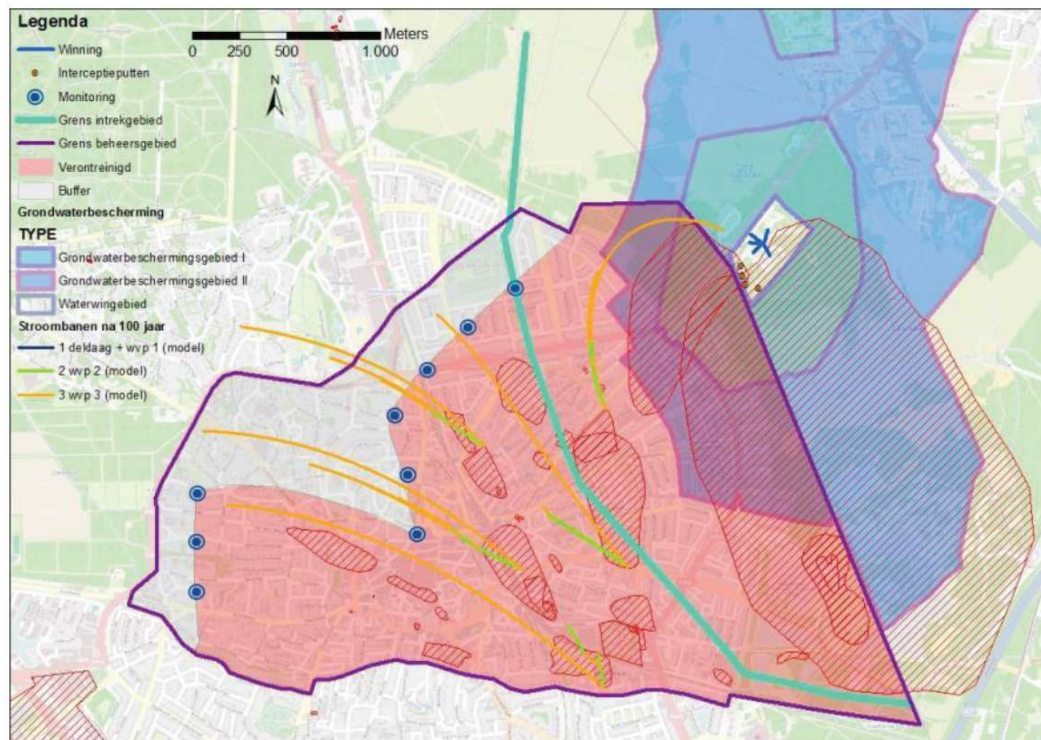 Legenda
Winning
Interceptieputten
Monitoring
Grens intrekgebied
Grens beheersgebied
Verontreinigd
Buffer
Grondwaterbescherming
TYPE
Grondwaterbeschermingsgebied I
Grondwaterbeschermingsgebied II
Waterwingebied
Stroombanen na 100 jaar
1 deklaag + wvp 1 (model)
2 wvp 2 (model)
3 wvp 3 (model)
Meters
0 250 500 1.000
N